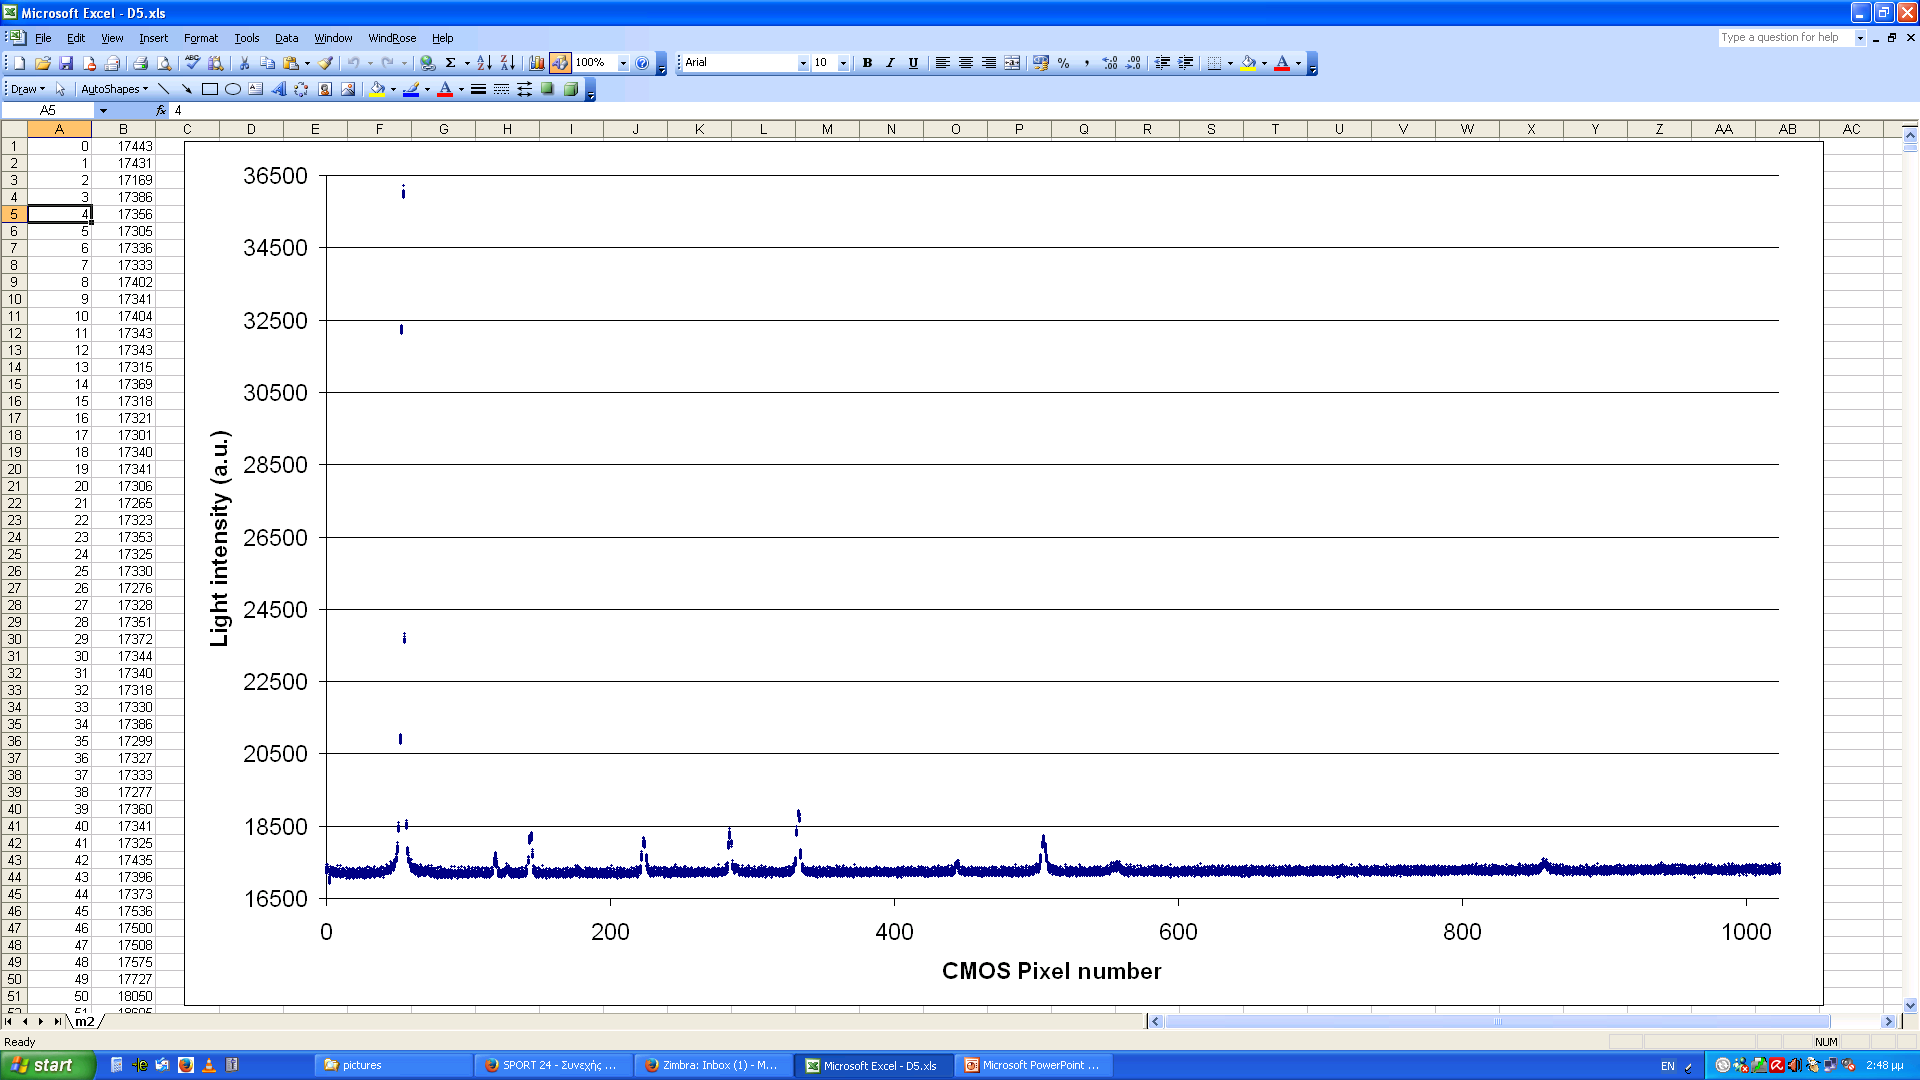 Microsoft Excel - D5.xls
File Edit View Insert Format Tools Data Window WindRose Help
Type a question for help
100%
Arial 10 B I U
Draw AutoShapes
A5 fx 4
A B C D E F G H I J K L M N O P Q R S T U V W X Y Z AA AB AC
1 0 17443
2 1 17431
3 2 17169
4 3 17386
5 4 17356
6 5 17305
7 6 17336
8 7 17333
9 8 17402
10 9 17341
11 10 17404
12 11 17343
13 12 17343
14 13 17315
15 14 17369
16 15 17318
17 16 17321
18 17 17301
19 18 17340
20 19 17341
21 20 17306
22 21 17265
23 22 17323
24 23 17353
25 24 17325
26 25 17330
27 26 17276
28 27 17328
29 28 17351
30 29 17372
31 30 17344
32 31 17340
33 32 17318
34 33 17330
35 34 17386
36 35 17299
37 36 17327
38 37 17333
39 38 17277
40 39 17360
41 40 17341
42 41 17325
43 42 17435
44 43 17396
45 44 17373
46 45 17536
47 46 17500
48 47 17508
49 48 17575
50 49 17727
51 50 18050
36500
34500
32500
30500
28500
26500
24500
22500
20500
18500
16500
Light intensity (a.u.)
0 200 400 600 800 1000
CMOS Pixel number
m2
Ready
NUM
start
pictures
SPORT 24 - Συνεχής ...
Zimbra: Inbox (1) - M...
Microsoft Excel - D5.xls
Microsoft PowerPoint ...
EN
2:48 μμ